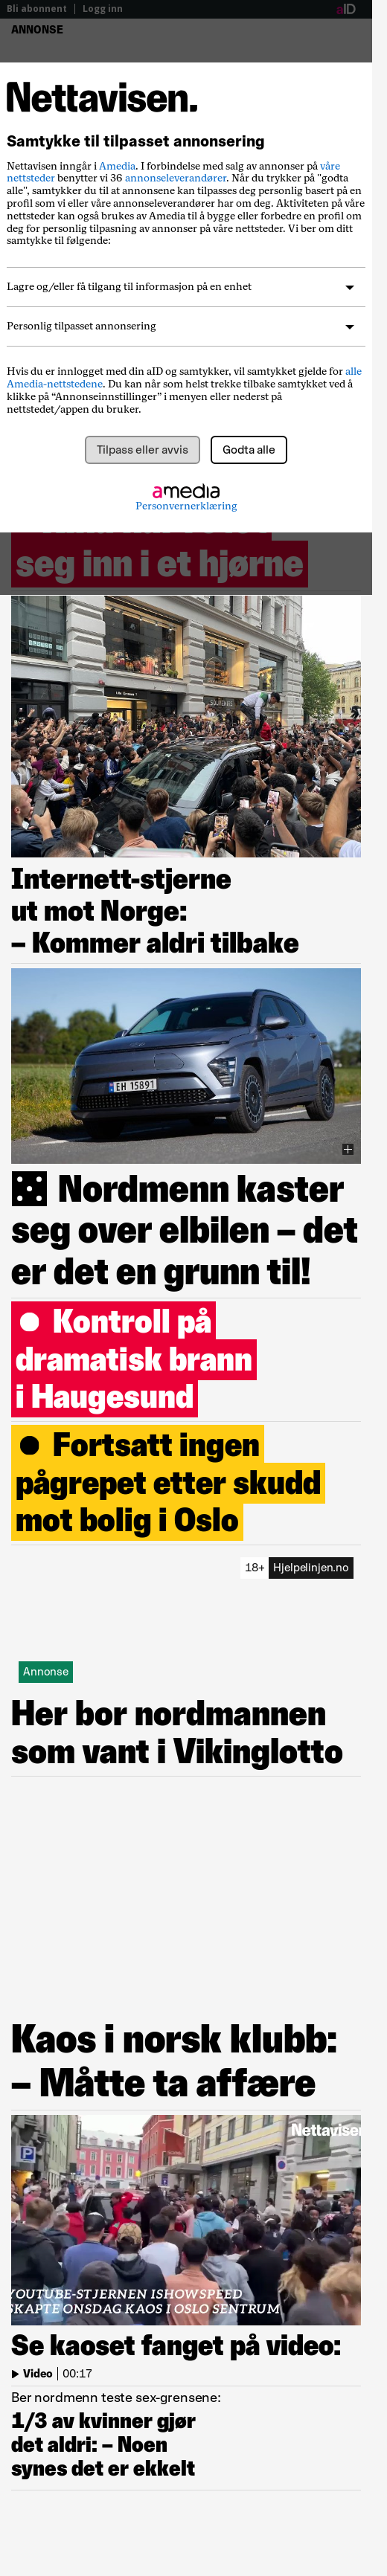 Bli abonnent | Logg inn aID
ANNONSE
Nettavisen.
Samtykke til tilpasset annonsering
Nettavisen inngår i Amedia. I forbindelse med salg av annonser på våre
nettsteder benytter vi 36 annonseleverandører. Når du trykker på "godta
alle", samtykker du til at annonsene kan tilpasses deg personlig basert på en
profil som vi eller våre annonseleverandører har om deg. Aktiviteten på våre
nettsteder kan også brukes av Amedia til å bygge eller forbedre en profil om
deg for personlig tilpasning av annonser på våre nettsteder. Vi ber om ditt
samtykke til følgende:
Lagre og/eller få tilgang til informasjon på en enhet
Personlig tilpasset annonsering
Hvis du er innlogget med din aID og samtykker, vil samtykket gjelde for alle
Amedia-nettstedene. Du kan når som helst trekke tilbake samtykket ved å
klikke på “Annonseinnstillinger” i menyen eller nederst på
nettstedet/appen du bruker.
Tilpass eller avvis
Godta alle
amedia
Personvernerklæring
seg inn i et hjørne
Internett-stjerne
ut mot Norge:
– Kommer aldri tilbake
EH 15891
Nordmenn kaster
seg over elbilen – det
er det en grunn til!
Kontroll på
dramatisk brann
i Haugesund
Fortsatt ingen
pågrepet etter skudd
mot bolig i Oslo
18+ Hjelpelinjen.no
Annonse
Her bor nordmannen
som vant i Vikinglotto
Kaos i norsk klubb:
– Måtte ta affære
Nettavisen
YOUTUBE-STJERNEN ISHOWSPEED
SKAPTE ONSDAG KAOS I OSLO SENTRUM
Se kaoset fanget på video:
Video | 00:17
Ber nordmenn teste sex-grensene:
1/3 av kvinner gjør
det aldri: – Noen
synes det er ekkelt